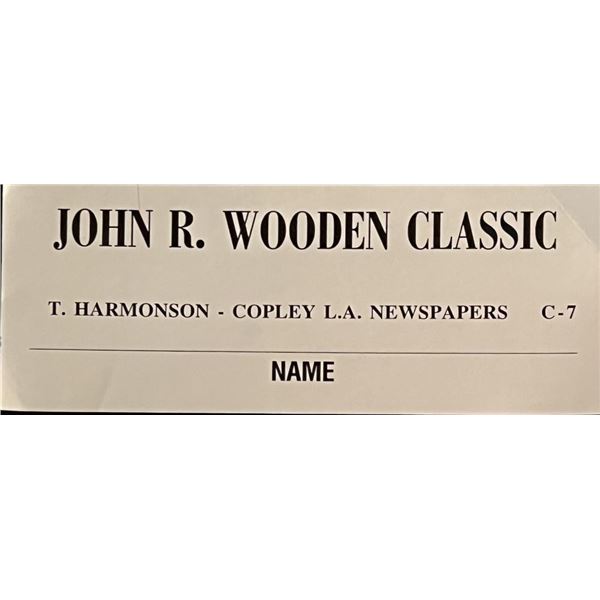 JOHN R. WOODEN CLASSIC
T. HARMONSON - COPLEY L.A. NEWSPAPERS C-7
NAME